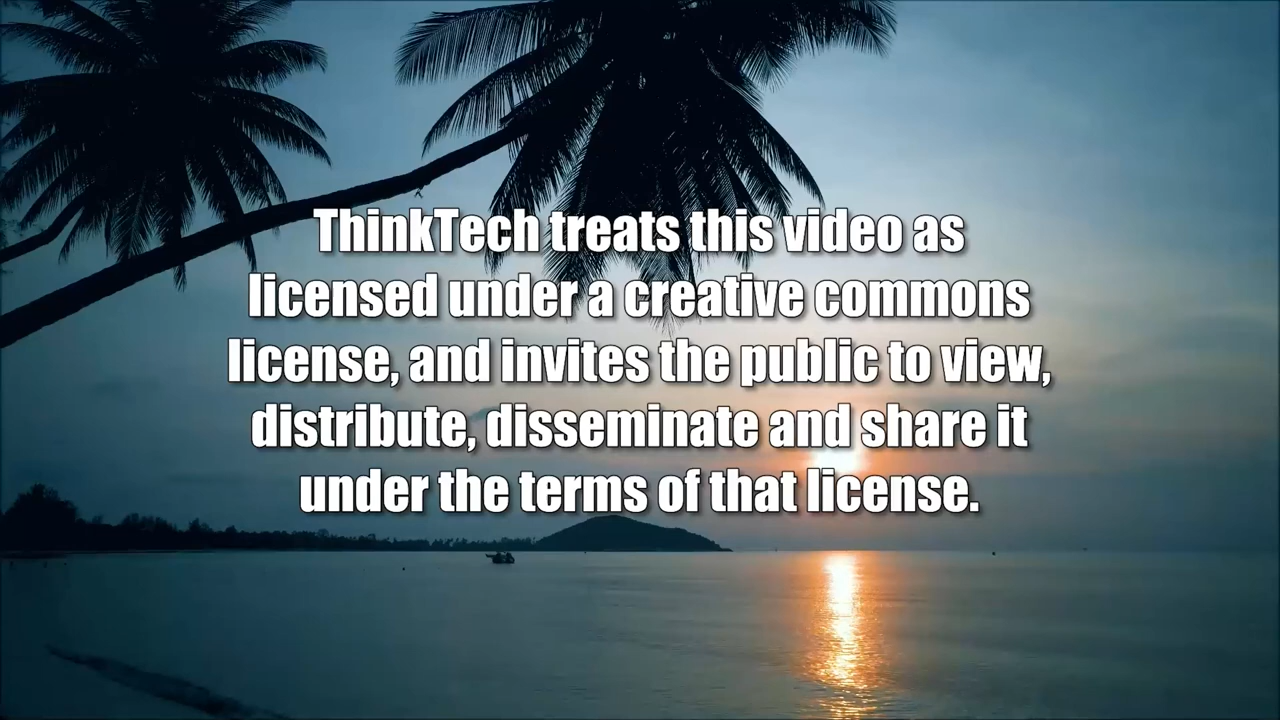 ThinkTech treats this video as
licensed under a creative commons
license, and invites the public to view,
distribute, disseminate and share it
under the terms of that license.